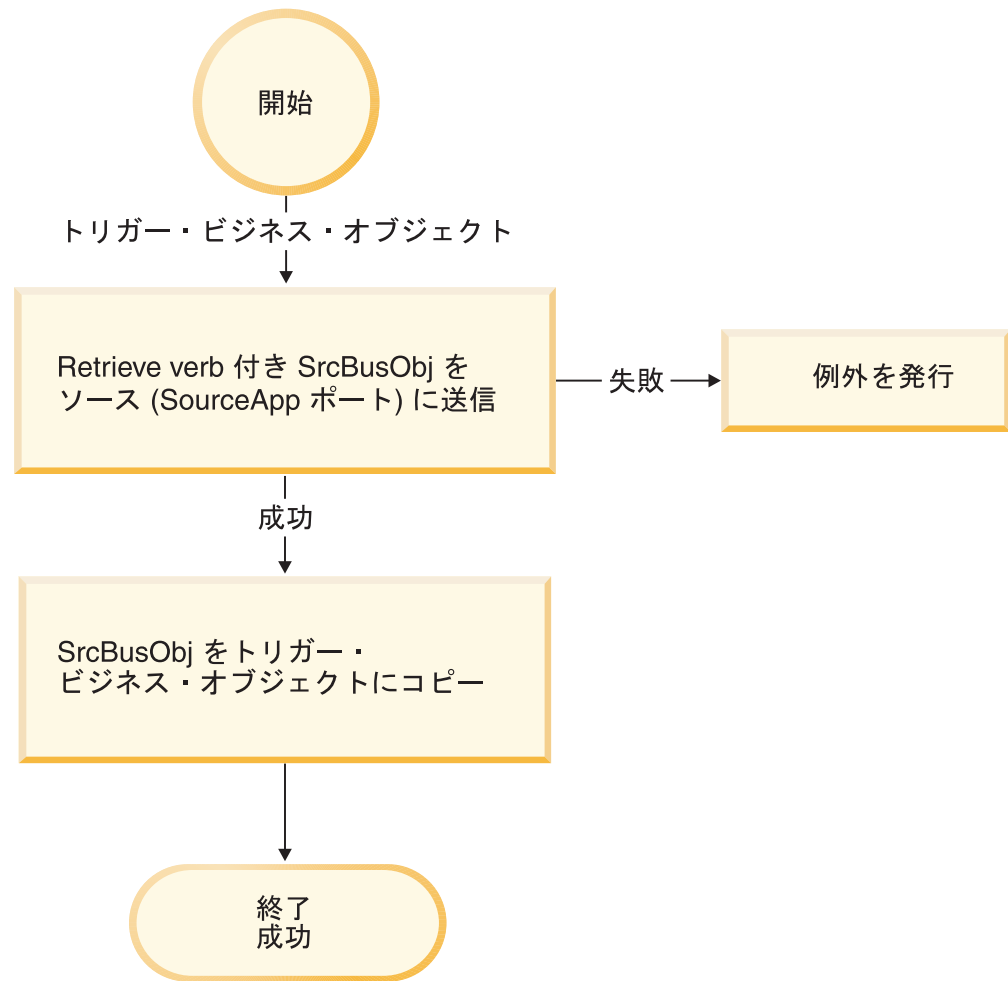 開始
トリガー・ビジネス・オブジェクト
Retrieve verb 付き SrcBusObj を
ソース (SourceApp ポート) に送信
失敗
例外を発行
成功
SrcBusObj をトリガー・
ビジネス・オブジェクトにコピー
終了
成功